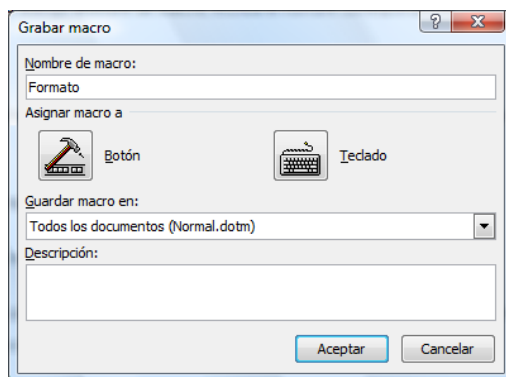 Grabar macro
Nombre de macro:
Formato
Asignar macro a
Botón
Teclado
Guardar macro en:
Todos los documentos (Normal.dotm)
Descripción:
Aceptar
Cancelar